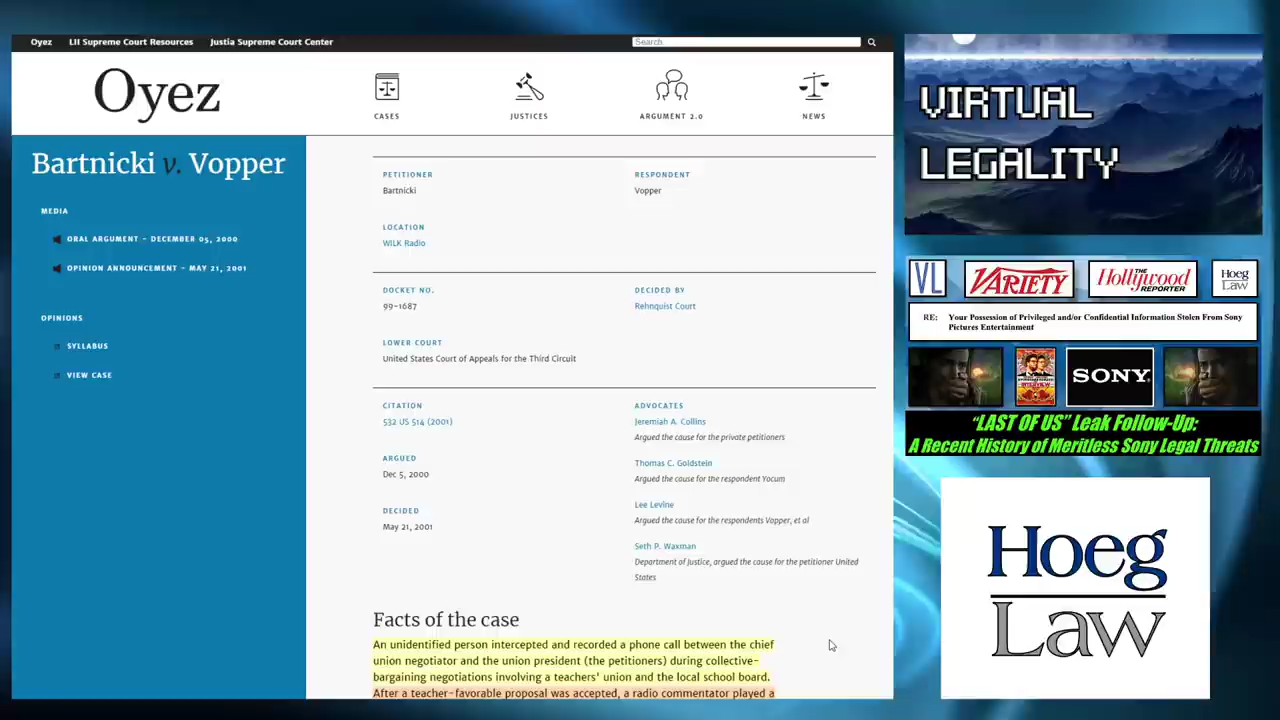 Oyez LII Supreme Court Resources Justia Supreme Court Center Search
Oyez
CASES JUSTICES ARGUMENT 2.0 NEWS
Bartnicki v. Vopper
MEDIA
ORAL ARGUMENT - DECEMBER 05, 2000
OPINION ANNOUNCEMENT - MAY 21, 2001
OPINIONS
SYLLABUS
VIEW CASE
PETITIONER
Bartnicki
RESPONDENT
Vopper
LOCATION
WILK Radio
DOCKET NO.
99-1687
DECIDED BY
Rehnquist Court
LOWER COURT
United States Court of Appeals for the Third Circuit
CITATION
532 US 514 (2001)
ARGUED
Dec 5, 2000
DECIDED
May 21, 2001
ADVOCATES
Jeremiah A. Collins
Argued the cause for the private petitioners
Thomas C. Goldstein
Argued the cause for the respondent Yocum
Lee Levine
Argued the cause for the respondents Vopper, et al
Seth P. Waxman
Department of Justice, argued the cause for the petitioner United
States
Facts of the case
An unidentified person intercepted and recorded a phone call between the chief
union negotiator and the union president (the petitioners) during collective-
bargaining negotiations involving a teachers' union and the local school board.
After a teacher-favorable proposal was accepted, a radio commentator played a
VIRTUAL
LEGALITY
VL VARIETY THE Hollywood REPORTER Hoeg Law
RE: Your Possession of Privileged and/or Confidential Information Stolen From Sony
Pictures Entertainment
SONY
"LAST OF US" Leak Follow-Up:
A Recent History of Meritless Sony Legal Threats
Hoeg
Law